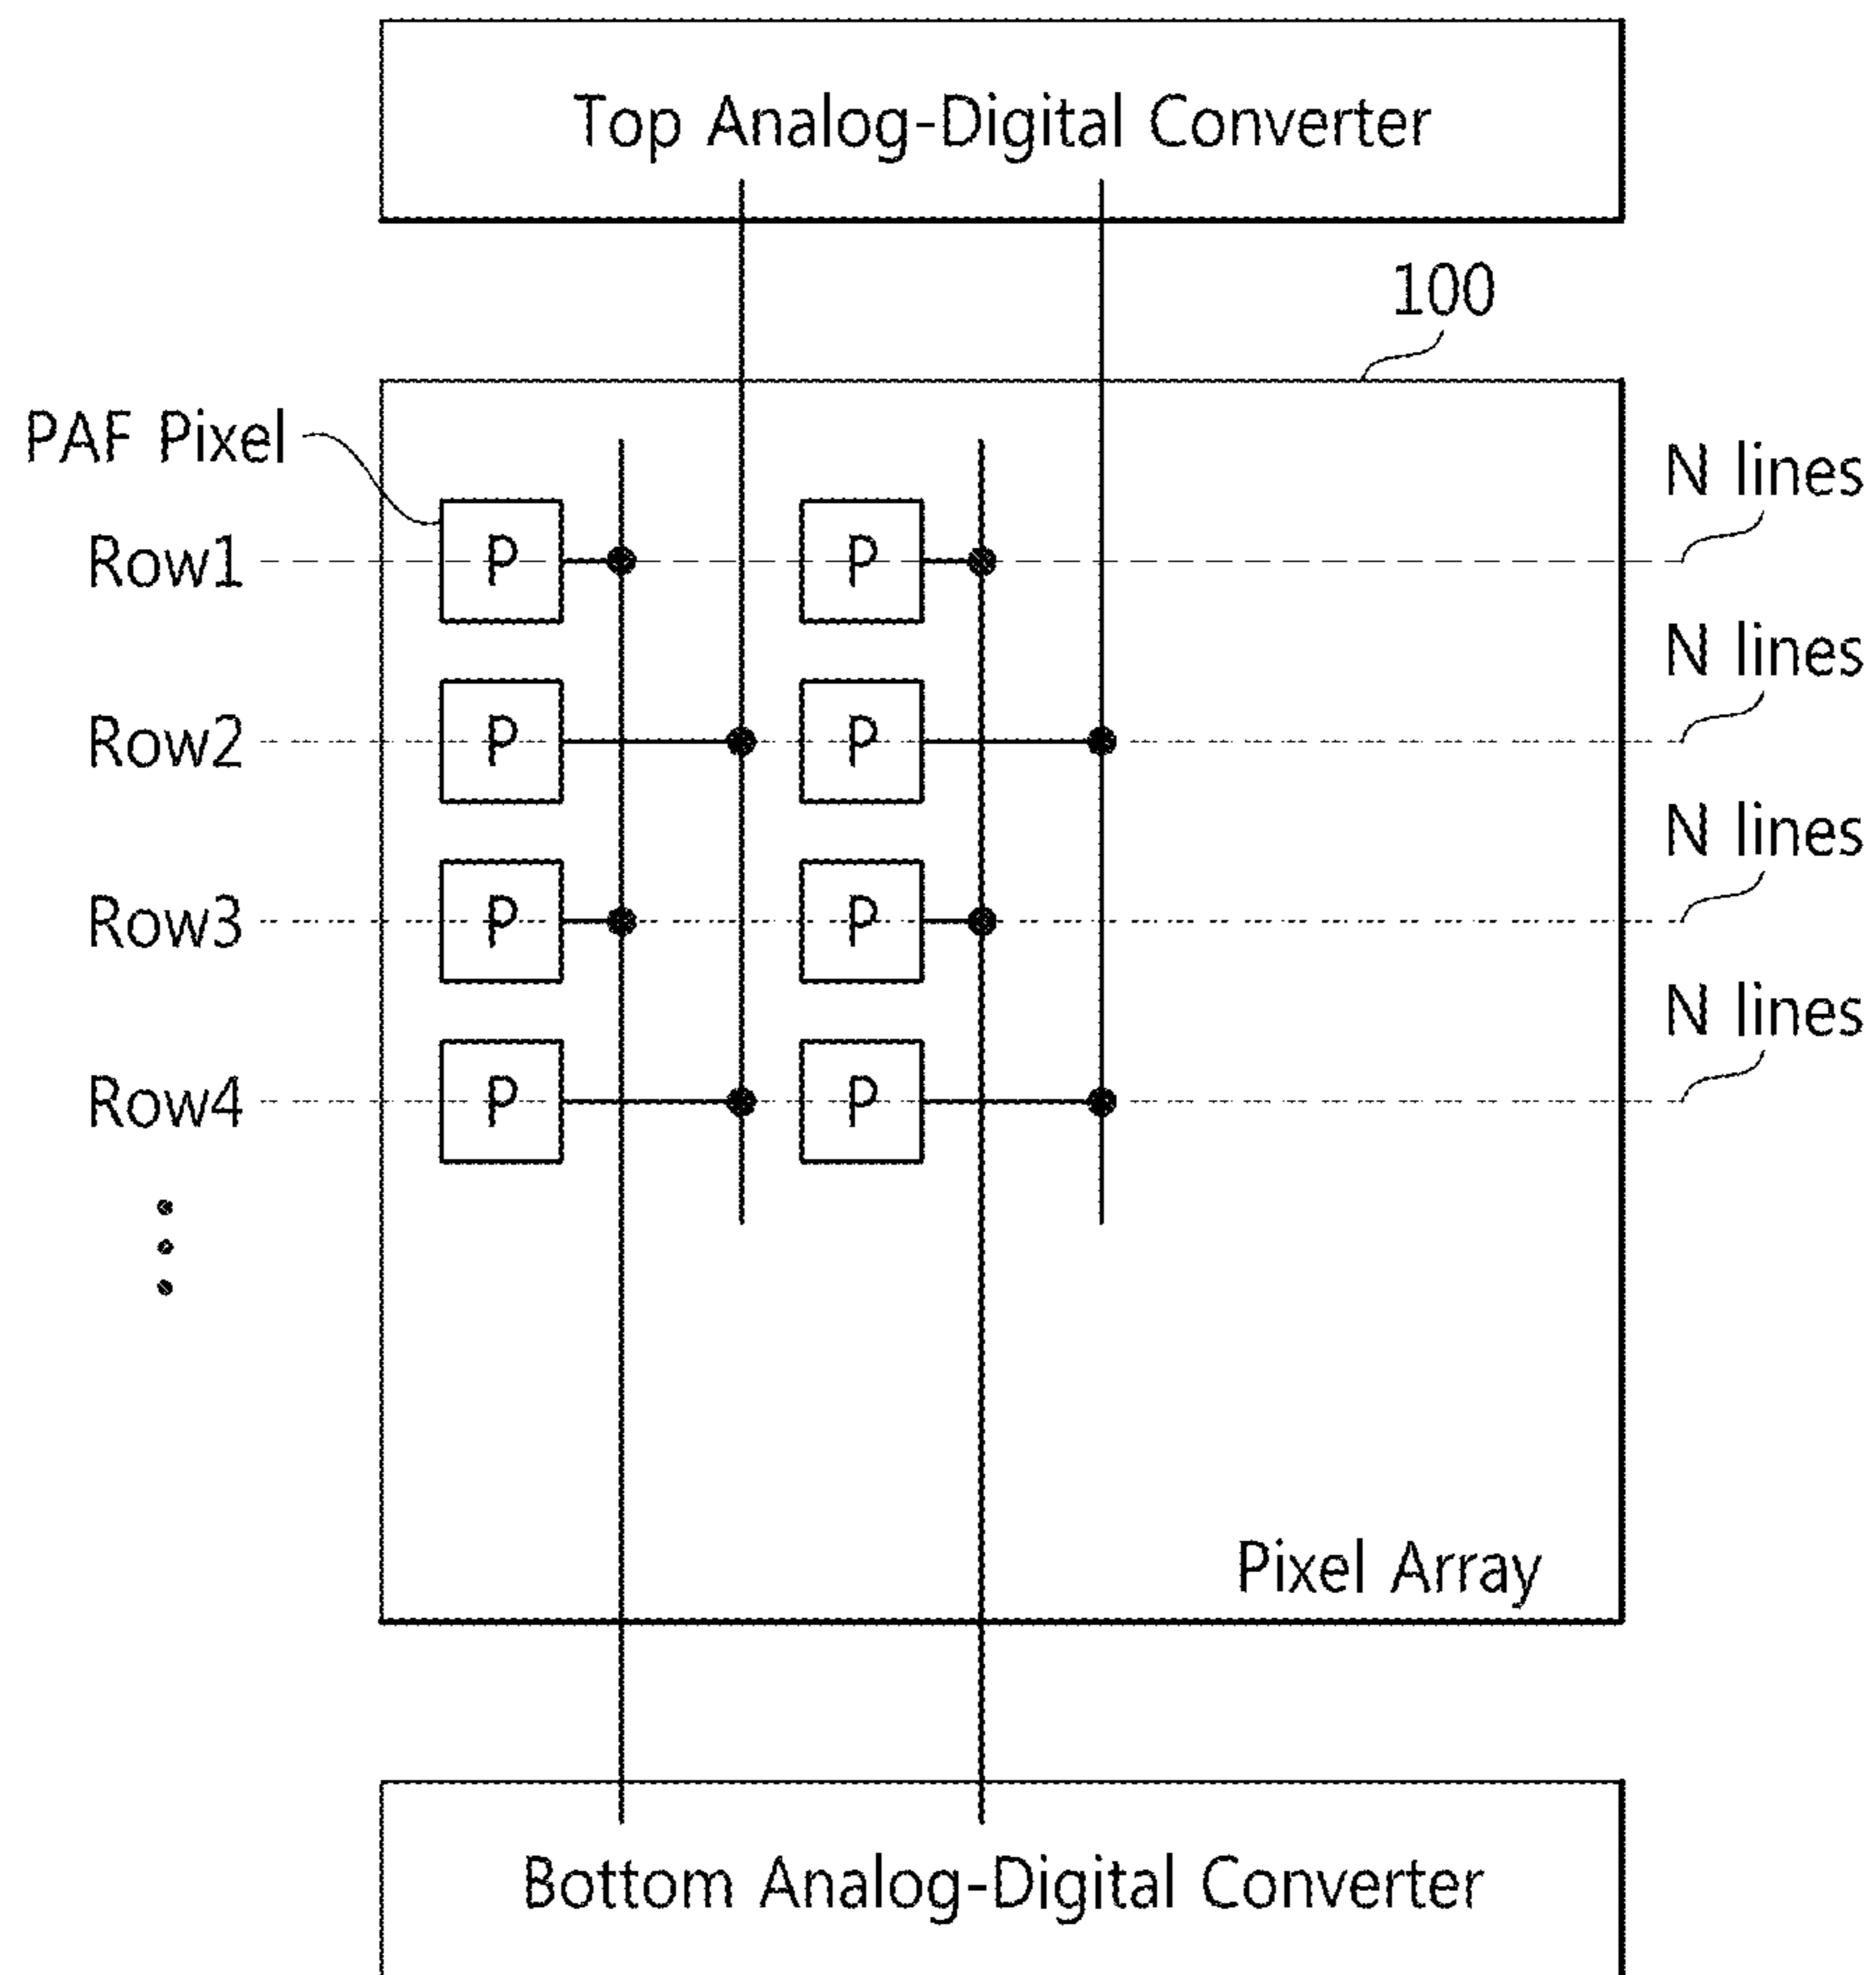 Top Analog-Digital Converter
100
PAF Pixel
N lines
Row1
P
P
N lines
Row2
P
P
N lines
Row3
P
P
N lines
Row4
P
P
Pixel Array
Bottom Analog-Digital Converter